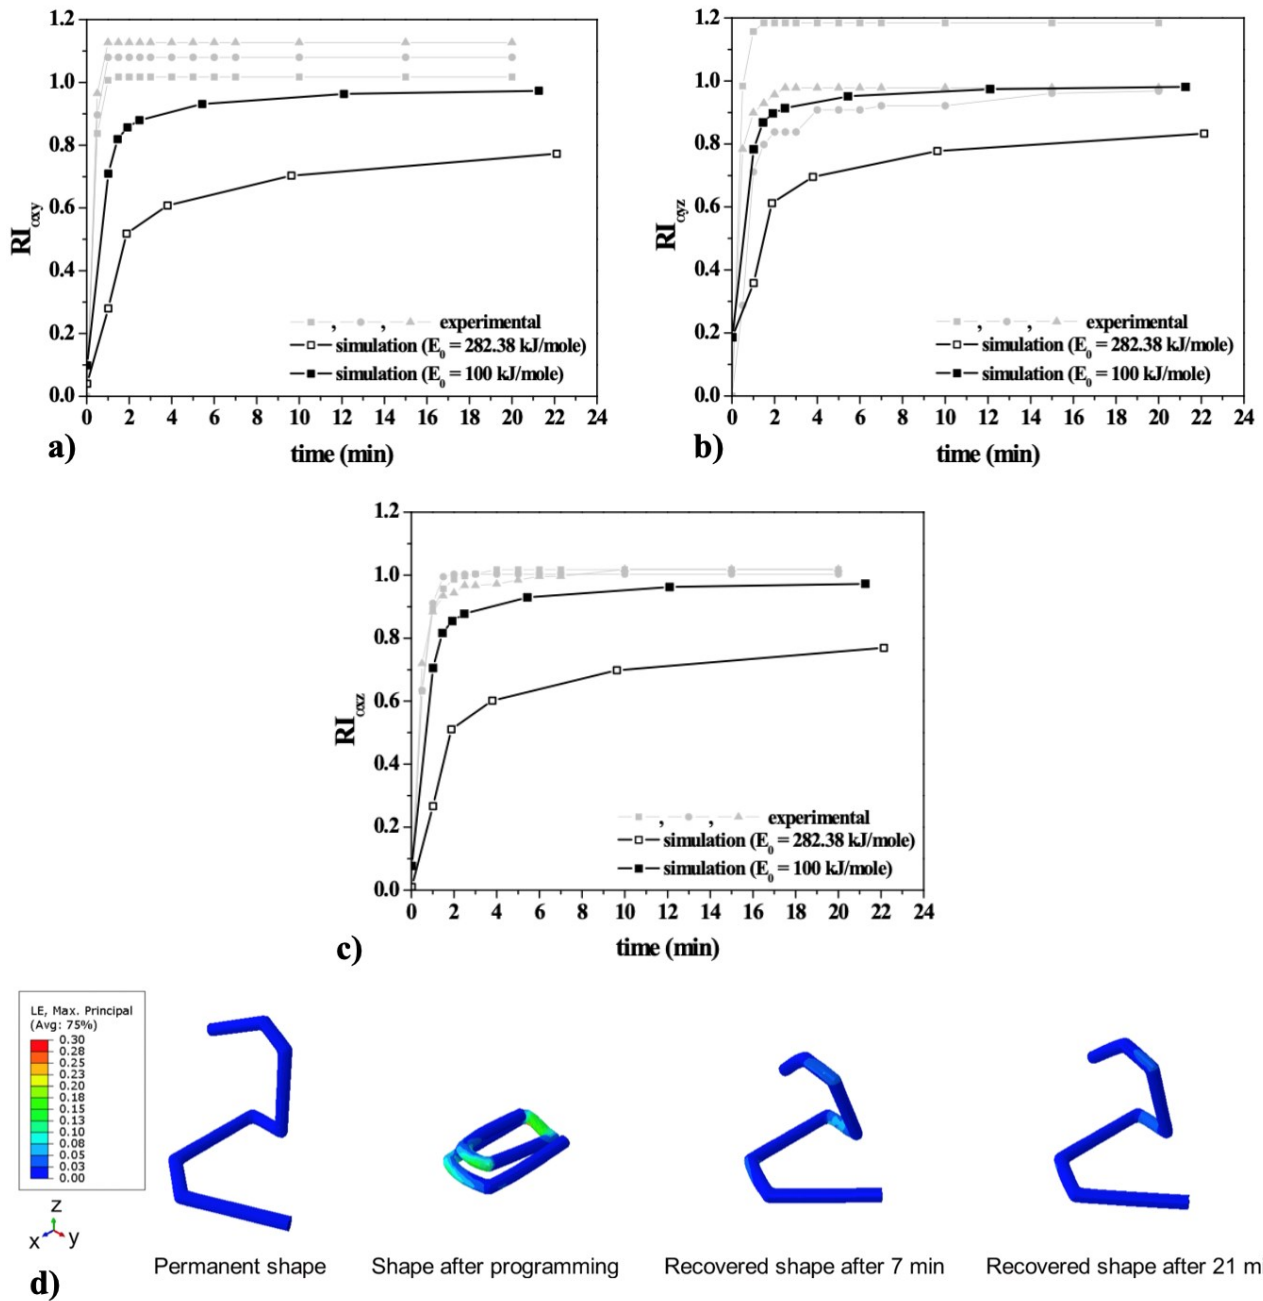 1.2
1.0
0.8
0.6
0.4
0.2
0.0
RIαxy
0 2 4 6 8 10 12 14 16 18 20 22 24
time (min)
, , experimental
simulation (E0 = 282.38 kJ/mole)
simulation (E0 = 100 kJ/mole)
a)
1.2
1.0
0.8
0.6
0.4
0.2
0.0
RIαyz
0 2 4 6 8 10 12 14 16 18 20 22 24
time (min)
, , experimental
simulation (E0 = 282.38 kJ/mole)
simulation (E0 = 100 kJ/mole)
b)
1.2
1.0
0.8
0.6
0.4
0.2
0.0
RIαxz
0 2 4 6 8 10 12 14 16 18 20 22 24
time (min)
, , experimental
simulation (E0 = 282.38 kJ/mole)
simulation (E0 = 100 kJ/mole)
c)
LE, Max. Principal
(Avg: 75%)
0.30
0.28
0.25
0.23
0.20
0.18
0.15
0.13
0.10
0.08
0.05
0.03
0.00
z
x y
Permanent shape
Shape after programming
Recovered shape after 7 min
Recovered shape after 21 m
d)